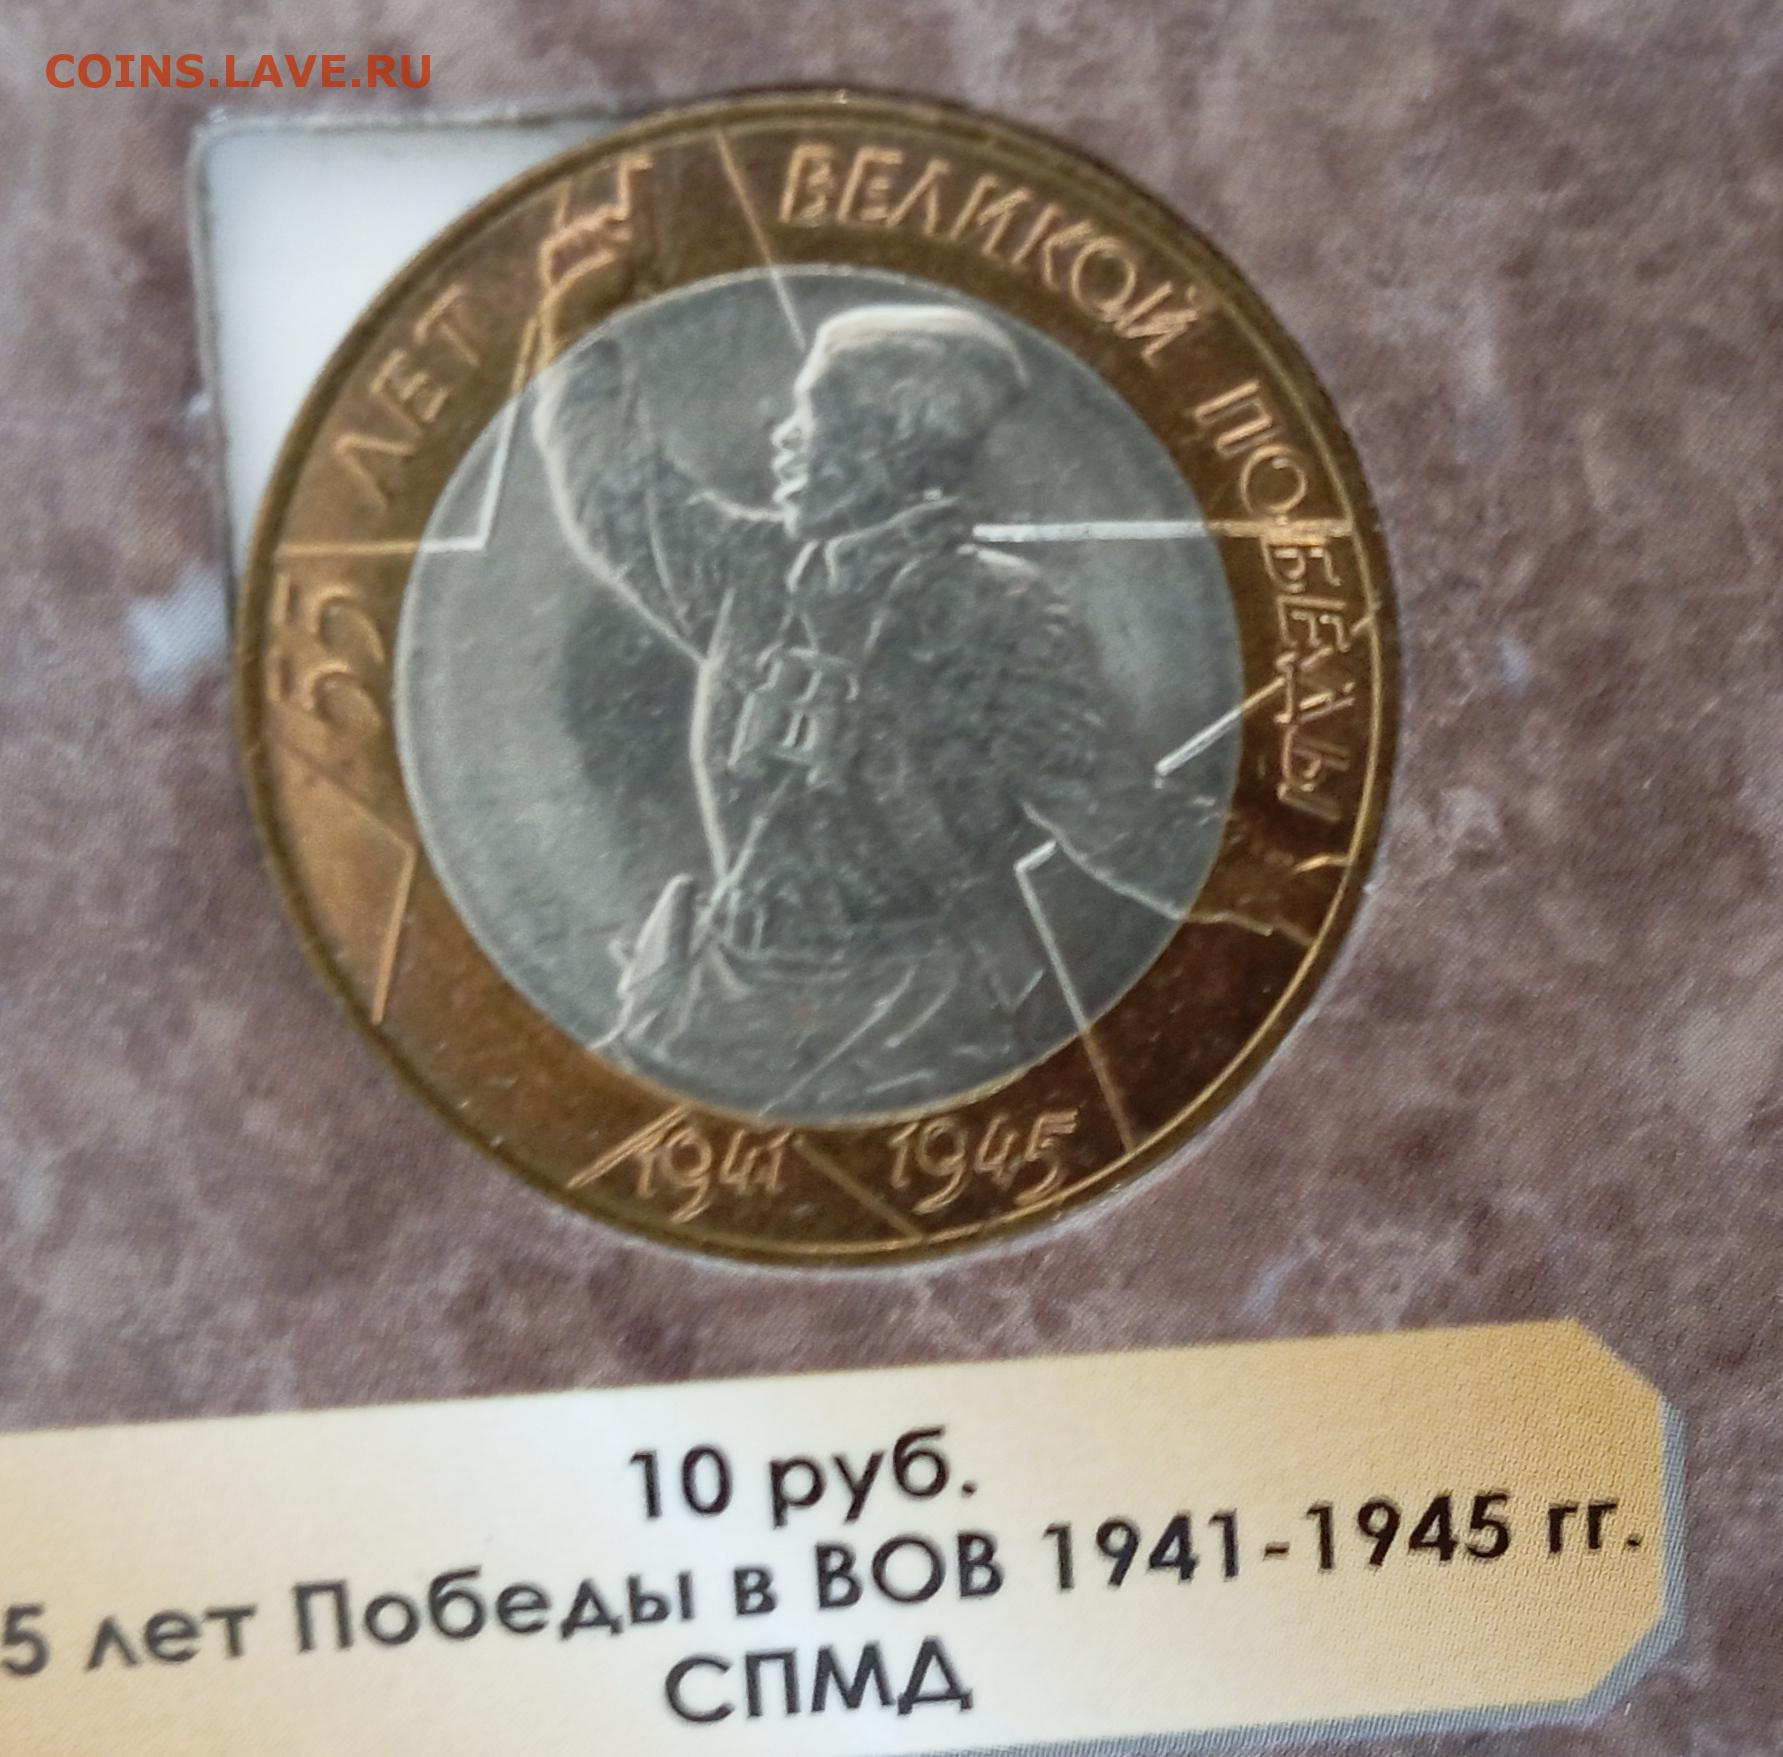 COINS.LAVE.RU
55 ЛЕТ ВЕЛИКОЙ ПОБЕДЫ
1941 1945
10 руб.
5 лет Победы в ВОВ 1941-1945 гг.
СПМД